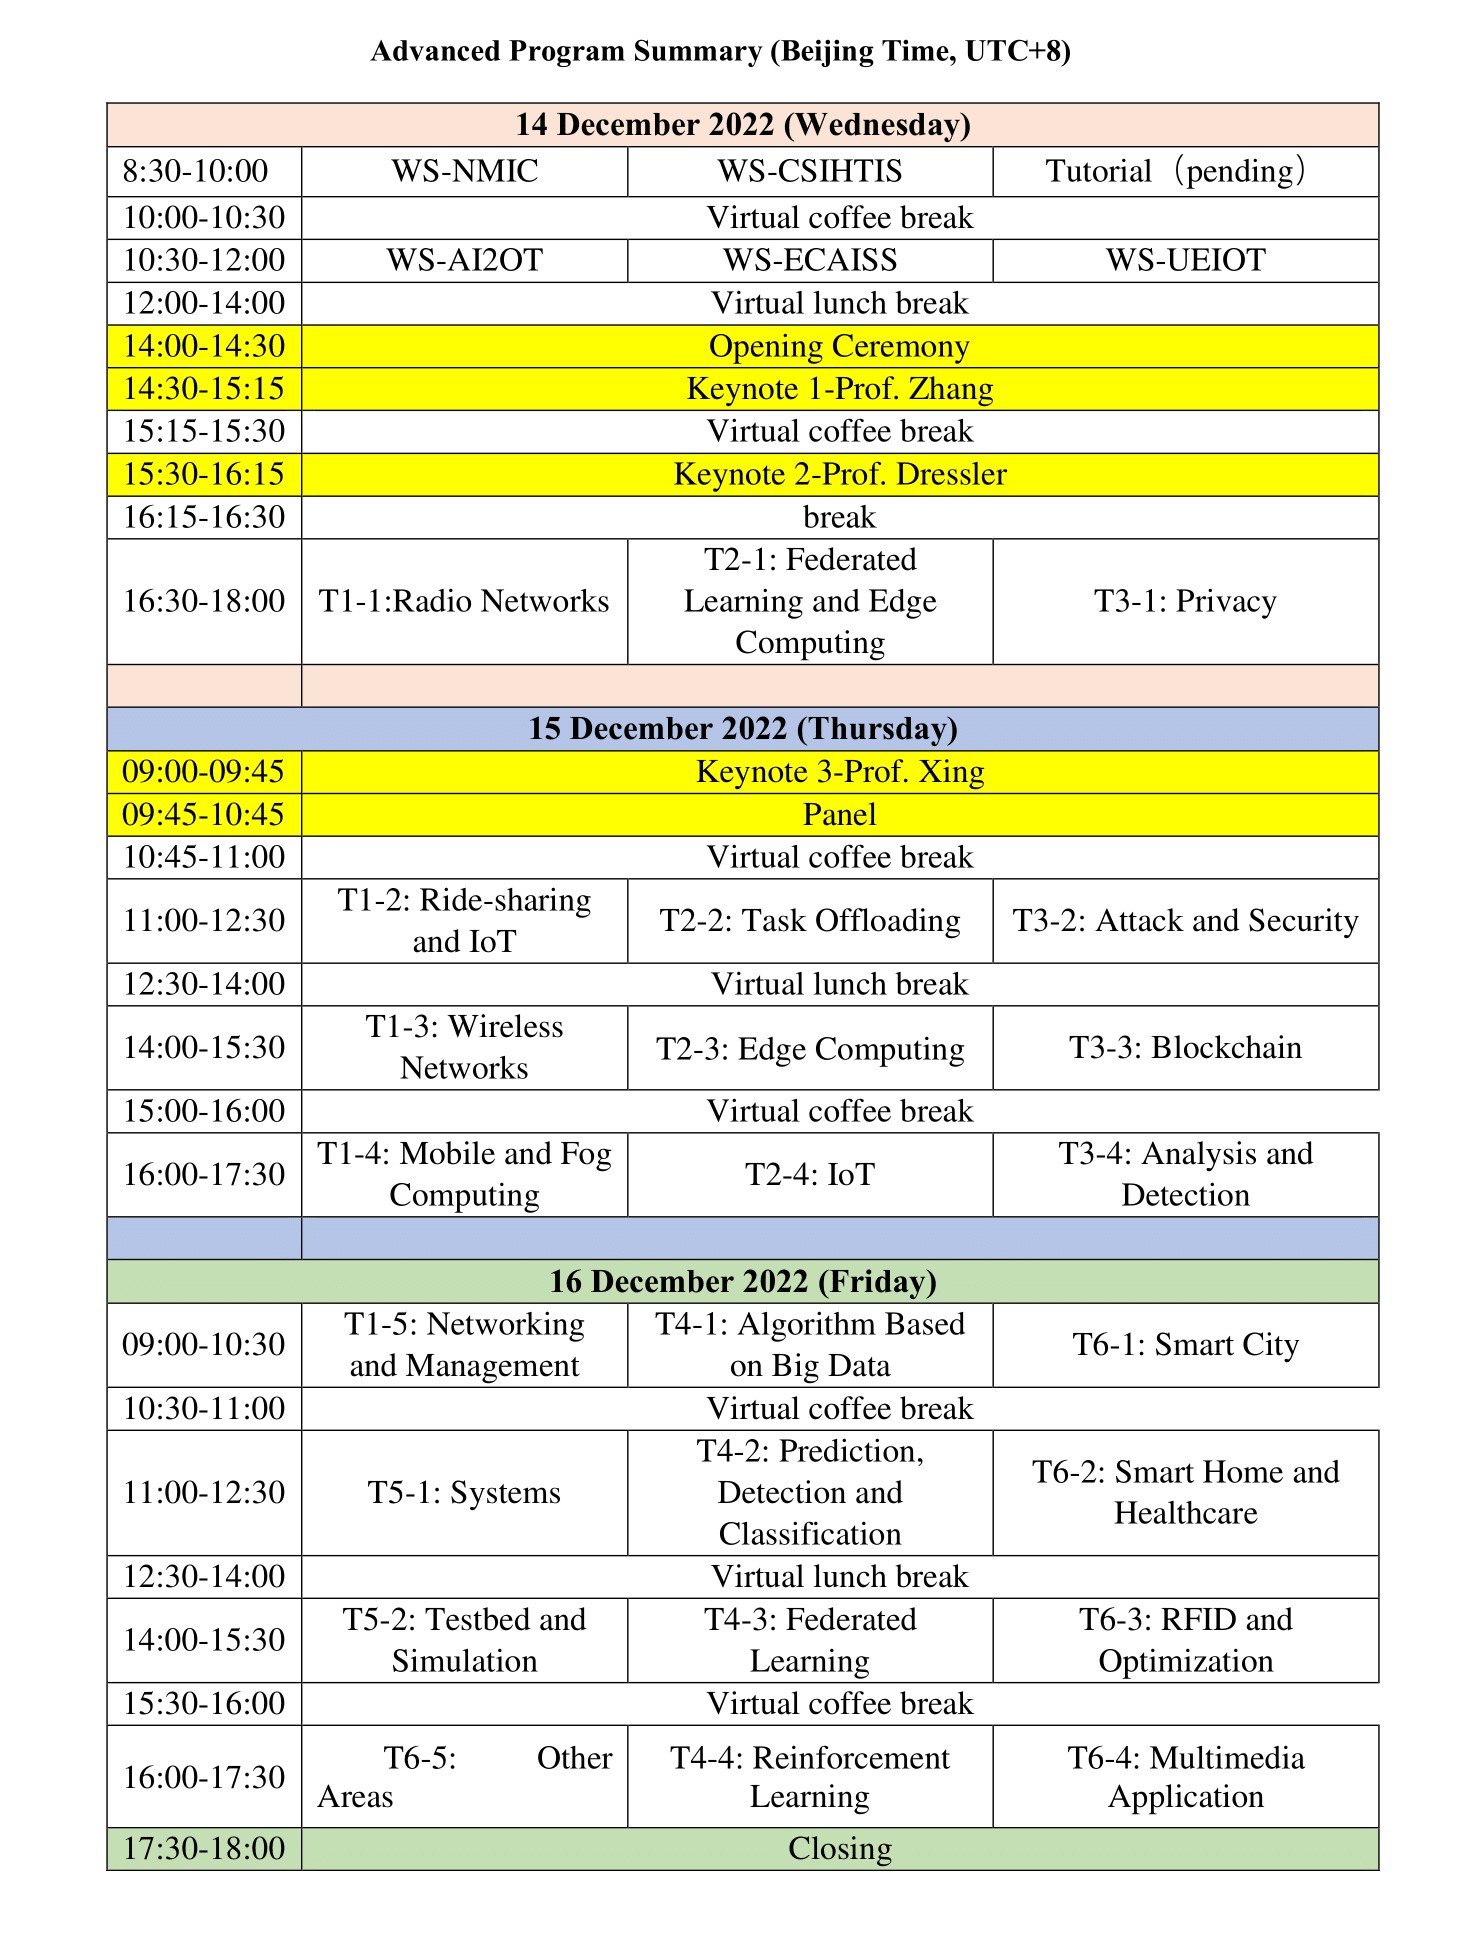 Advanced Program Summary (Beijing Time, UTC+8)
14 December 2022 (Wednesday)
8:30-10:00 WS-NMIC WS-CSIHTIS Tutorial（pending）
10:00-10:30 Virtual coffee break
10:30-12:00 WS-AI2OT WS-ECAISS WS-UEIOT
12:00-14:00 Virtual lunch break
14:00-14:30 Opening Ceremony
14:30-15:15 Keynote 1-Prof. Zhang
15:15-15:30 Virtual coffee break
15:30-16:15 Keynote 2-Prof. Dressler
16:15-16:30 break
16:30-18:00 T1-1:Radio Networks
T2-1: Federated
Learning and Edge
Computing
T3-1: Privacy
15 December 2022 (Thursday)
09:00-09:45 Keynote 3-Prof. Xing
09:45-10:45 Panel
10:45-11:00 Virtual coffee break
11:00-12:30
T1-2: Ride-sharing
and IoT
T2-2: Task Offloading
T3-2: Attack and Security
12:30-14:00 Virtual lunch break
14:00-15:30
T1-3: Wireless
Networks
T2-3: Edge Computing
T3-3: Blockchain
15:00-16:00 Virtual coffee break
16:00-17:30
T1-4: Mobile and Fog
Computing
T2-4: IoT
T3-4: Analysis and
Detection
16 December 2022 (Friday)
09:00-10:30
T1-5: Networking
and Management
T4-1: Algorithm Based
on Big Data
T6-1: Smart City
10:30-11:00 Virtual coffee break
11:00-12:30
T5-1: Systems
T4-2: Prediction,
Detection and
Classification
T6-2: Smart Home and
Healthcare
12:30-14:00 Virtual lunch break
14:00-15:30
T5-2: Testbed and
Simulation
T4-3: Federated
Learning
T6-3: RFID and
Optimization
15:30-16:00 Virtual coffee break
16:00-17:30
T6-5: Other
Areas
T4-4: Reinforcement
Learning
T6-4: Multimedia
Application
17:30-18:00 Closing